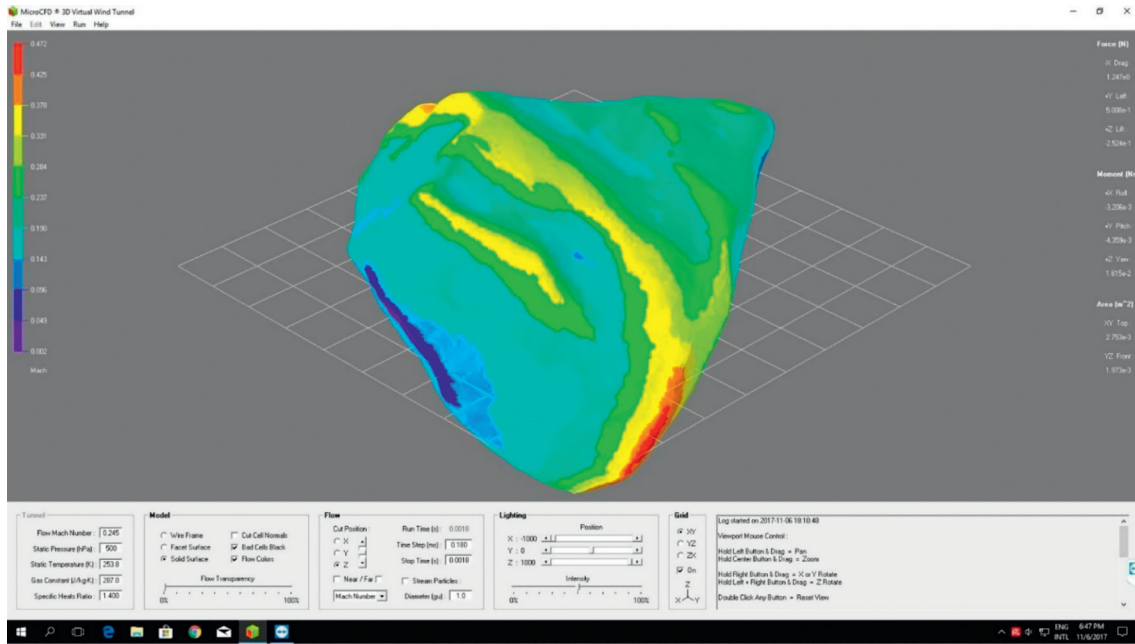 MicroCFD ® 3D Virtual Wind Tunnel
File Edit View Run Help
0.472
0.425
0.378
0.331
0.284
0.237
0.190
0.143
0.096
0.049
0.002
Mach
Force (N)
X Drag
1.247e0
+Y Left
5.008e-1
+Z Lift
-2.524e-1
Moment (N
+X Roll
-3.206e-3
+Y Pitch
-4.359e-3
+Z Yaw
1.615e-2
Area (m^2)
XY Top
2.753e-3
YZ Front
1.973e-3
Tunnel
Flow Mach Number : 0.245
Static Pressure (hPa) : 500
Static Temperature (K) : 253.8
Gas Constant (J/kg/K) : 287.0
Specific Heats Ratio : 1.400
Model
Wire Frame Cut Cell Normals
Facet Surface Bad Cells Black
Solid Surface Flow Colors
Flow Transparency
0% 100%
Flow
Cut Position : Run Time (s) : 0.0018
X
Y Time Step (ms) : 0.180
Z Stop Time (s) : 0.0018
Near / Far Stream Particles :
Mach Number Diameter (gu) : 1.0
Lighting
Position
X : -1000
Y : 0
Z : 1000
Intensity
0% 100%
Grid
XY
YZ
ZX
On
Z
X Y
Log started on 2017-11-06 18:10:48
Viewport Mouse Control :
Hold Left Button & Drag = Pan
Hold Center Button & Drag = Zoom
Hold Right Button & Drag = X or Y Rotate
Hold Left + Right Button & Drag = Z Rotate
Double Click Any Button = Reset View
ENG 6:47 PM
INTL 11/6/2017